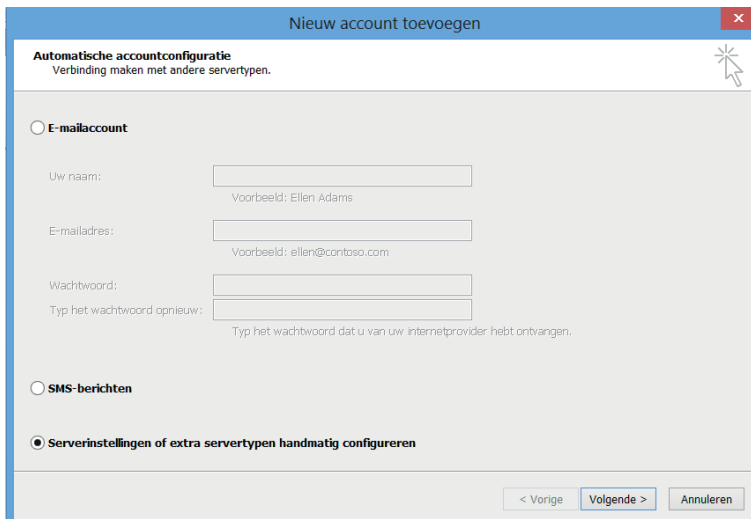 Nieuw account toevoegen
Automatische accountconfiguratie
Verbinding maken met andere servertypen.
E-mailaccount
Uw naam:
Voorbeeld: Ellen Adams
E-mailadres:
Voorbeeld: ellen@contoso.com
Wachtwoord:
Typ het wachtwoord opnieuw:
Typ het wachtwoord dat u van uw internetprovider hebt ontvangen.
SMS-berichten
Serverinstellingen of extra servertypen handmatig configureren
< Vorige Volgende > Annuleren